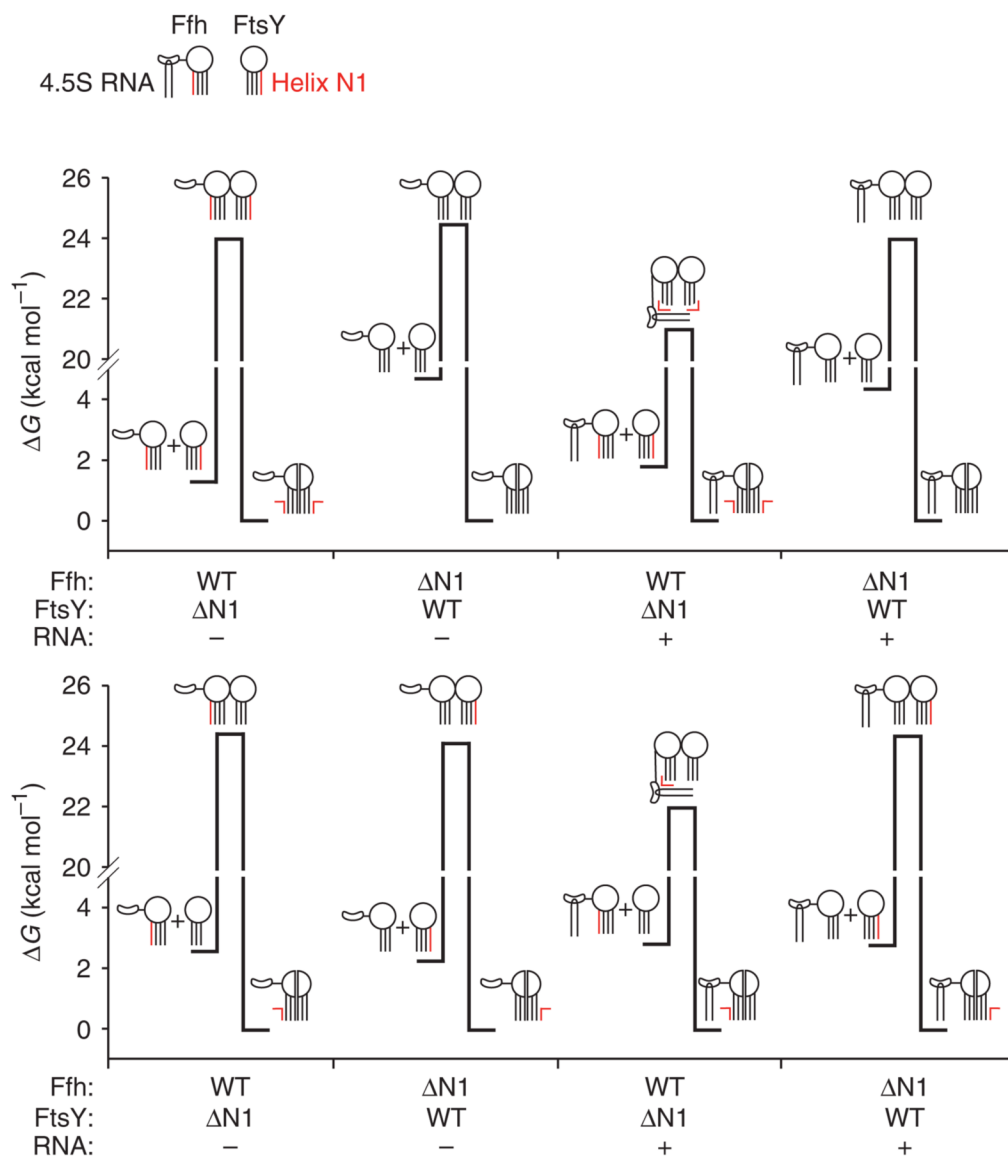 Ffh FtsY
4.5S RNA Helix N1
26
24
22
20
4
2
0
ΔG (kcal mol−1)
+ + + +
Ffh: WT ΔN1 WT ΔN1
FtsY: ΔN1 WT ΔN1 WT
RNA: − − + +
26
24
22
20
4
2
0
ΔG (kcal mol−1)
+ + + +
Ffh: WT ΔN1 WT ΔN1
FtsY: ΔN1 WT ΔN1 WT
RNA: − − + +